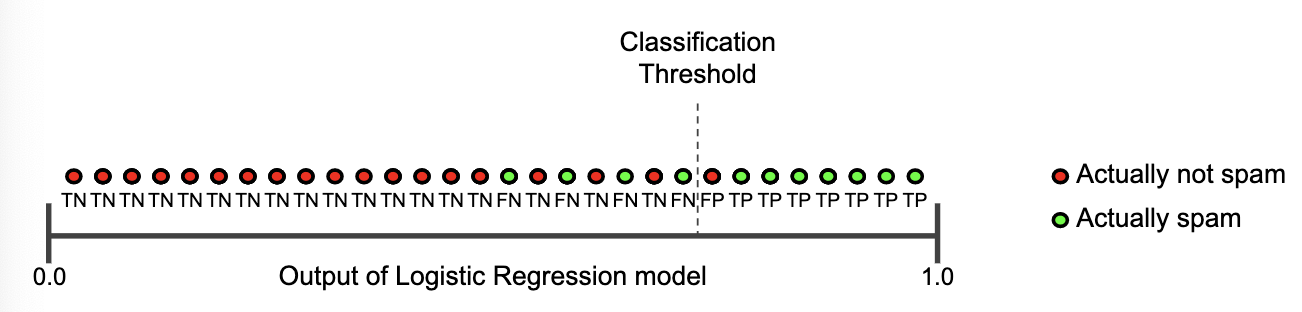 Classification
Threshold
TN TN TN TN TN TN TN TN TN TN TN TN TN TN TN FN TN FN TN FN TN FN FP TP TP TP TP TP TP TP
Actually not spam
Actually spam
0.0
Output of Logistic Regression model
1.0